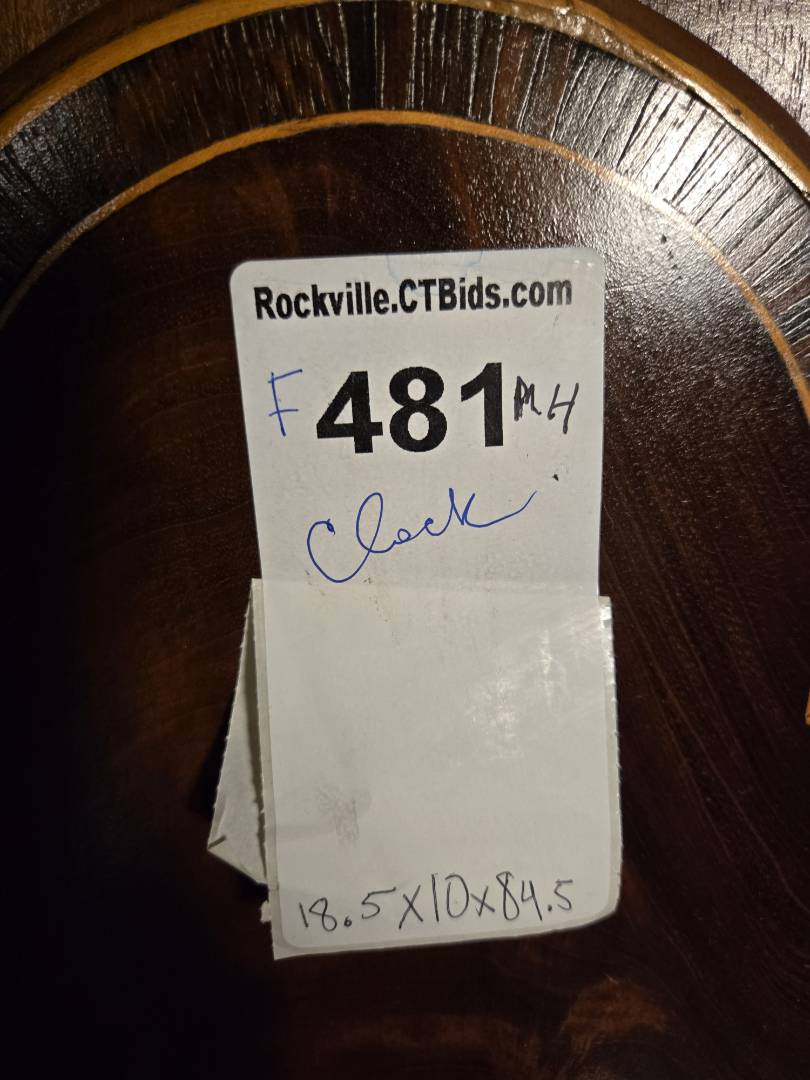 Rockville.CTBids.com
F 481 MH
Clock
18.5x10x84.5